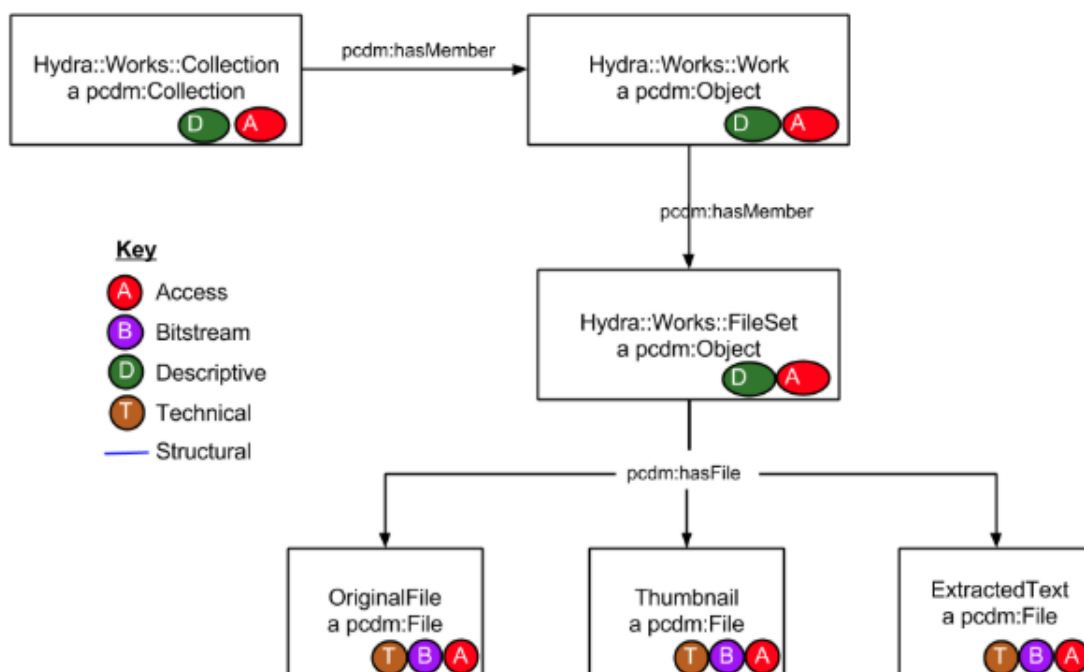 Hydra::Works::Collection
a pcdm:Collection
D A
pcdm:hasMember
Hydra::Works::Work
a pcdm:Object
D A
pcdm:hasMember
Key
A Access
B Bitstream
D Descriptive
T Technical
Structural
Hydra::Works::FileSet
a pcdm:Object
D A
pcdm:hasFile
OriginalFile
a pcdm:File
T B A
Thumbnail
a pcdm:File
T B A
ExtractedText
a pcdm:File
T B A